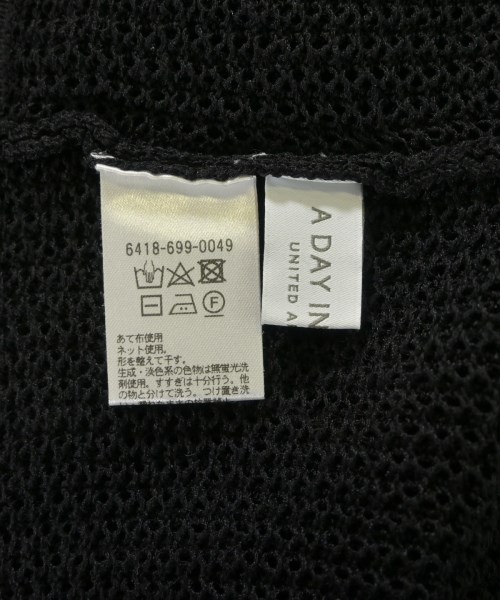 6418-699-0049
あて布使用
ネット使用.
形を整えて干す。
生成・淡色系の色物は無蛍光洗
剤使用。すすぎは十分行う。他
の物と分けて洗う。つけ置き洗
A DAY IN
UNITED A